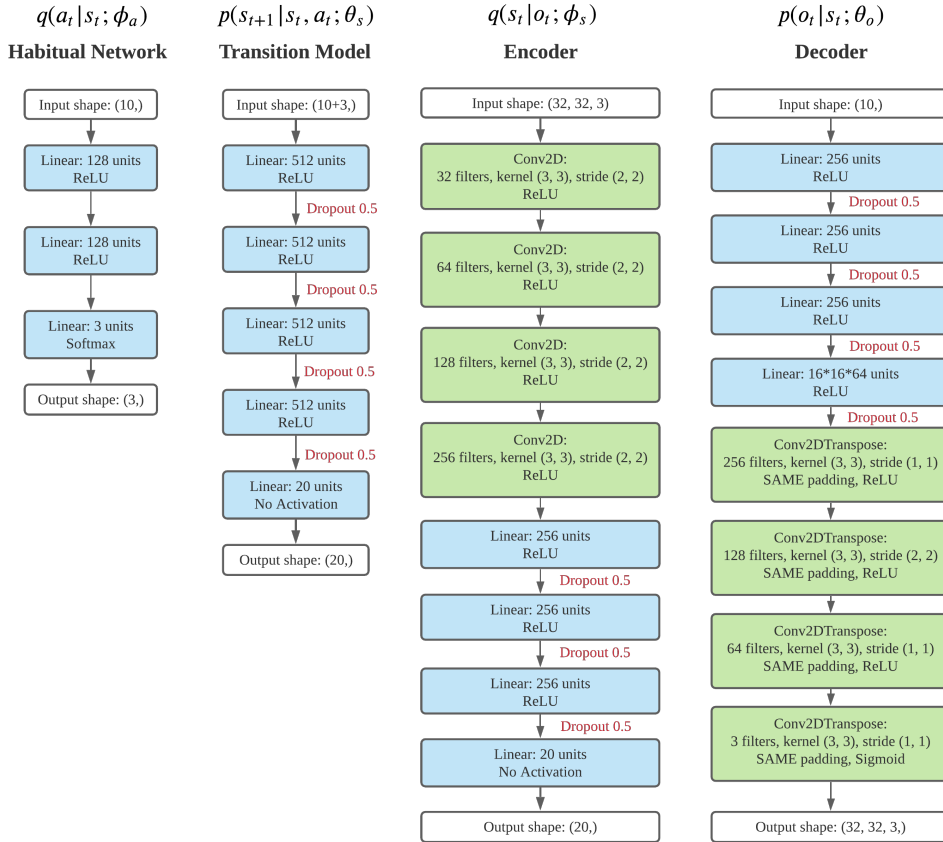 q(a_t|s_t; ϕ_a)
Habitual Network
Input shape: (10,)
Linear: 128 units
ReLU
Linear: 128 units
ReLU
Linear: 3 units
Softmax
Output shape: (3,)
p(s_{t+1}|s_t, a_t; θ_s)
Transition Model
Input shape: (10+3,)
Linear: 512 units
ReLU
Dropout 0.5
Linear: 512 units
ReLU
Dropout 0.5
Linear: 512 units
ReLU
Dropout 0.5
Linear: 512 units
ReLU
Dropout 0.5
Linear: 20 units
No Activation
Output shape: (20,)
q(s_t|o_t; ϕ_s)
Encoder
Input shape: (32, 32, 3)
Conv2D:
32 filters, kernel (3, 3), stride (2, 2)
ReLU
Conv2D:
64 filters, kernel (3, 3), stride (2, 2)
ReLU
Conv2D:
128 filters, kernel (3, 3), stride (2, 2)
ReLU
Conv2D:
256 filters, kernel (3, 3), stride (2, 2)
ReLU
Linear: 256 units
ReLU
Dropout 0.5
Linear: 256 units
ReLU
Dropout 0.5
Linear: 256 units
ReLU
Dropout 0.5
Linear: 20 units
No Activation
Output shape: (20,)
p(o_t|s_t; θ_o)
Decoder
Input shape: (10,)
Linear: 256 units
ReLU
Dropout 0.5
Linear: 256 units
ReLU
Dropout 0.5
Linear: 256 units
ReLU
Dropout 0.5
Linear: 16*16*64 units
ReLU
Dropout 0.5
Conv2DTranspose:
256 filters, kernel (3, 3), stride (1, 1)
SAME padding, ReLU
Conv2DTranspose:
128 filters, kernel (3, 3), stride (2, 2)
SAME padding, ReLU
Conv2DTranspose:
64 filters, kernel (3, 3), stride (1, 1)
SAME padding, ReLU
Conv2DTranspose:
3 filters, kernel (3, 3), stride (1, 1)
SAME padding, Sigmoid
Output shape: (32, 32, 3,)